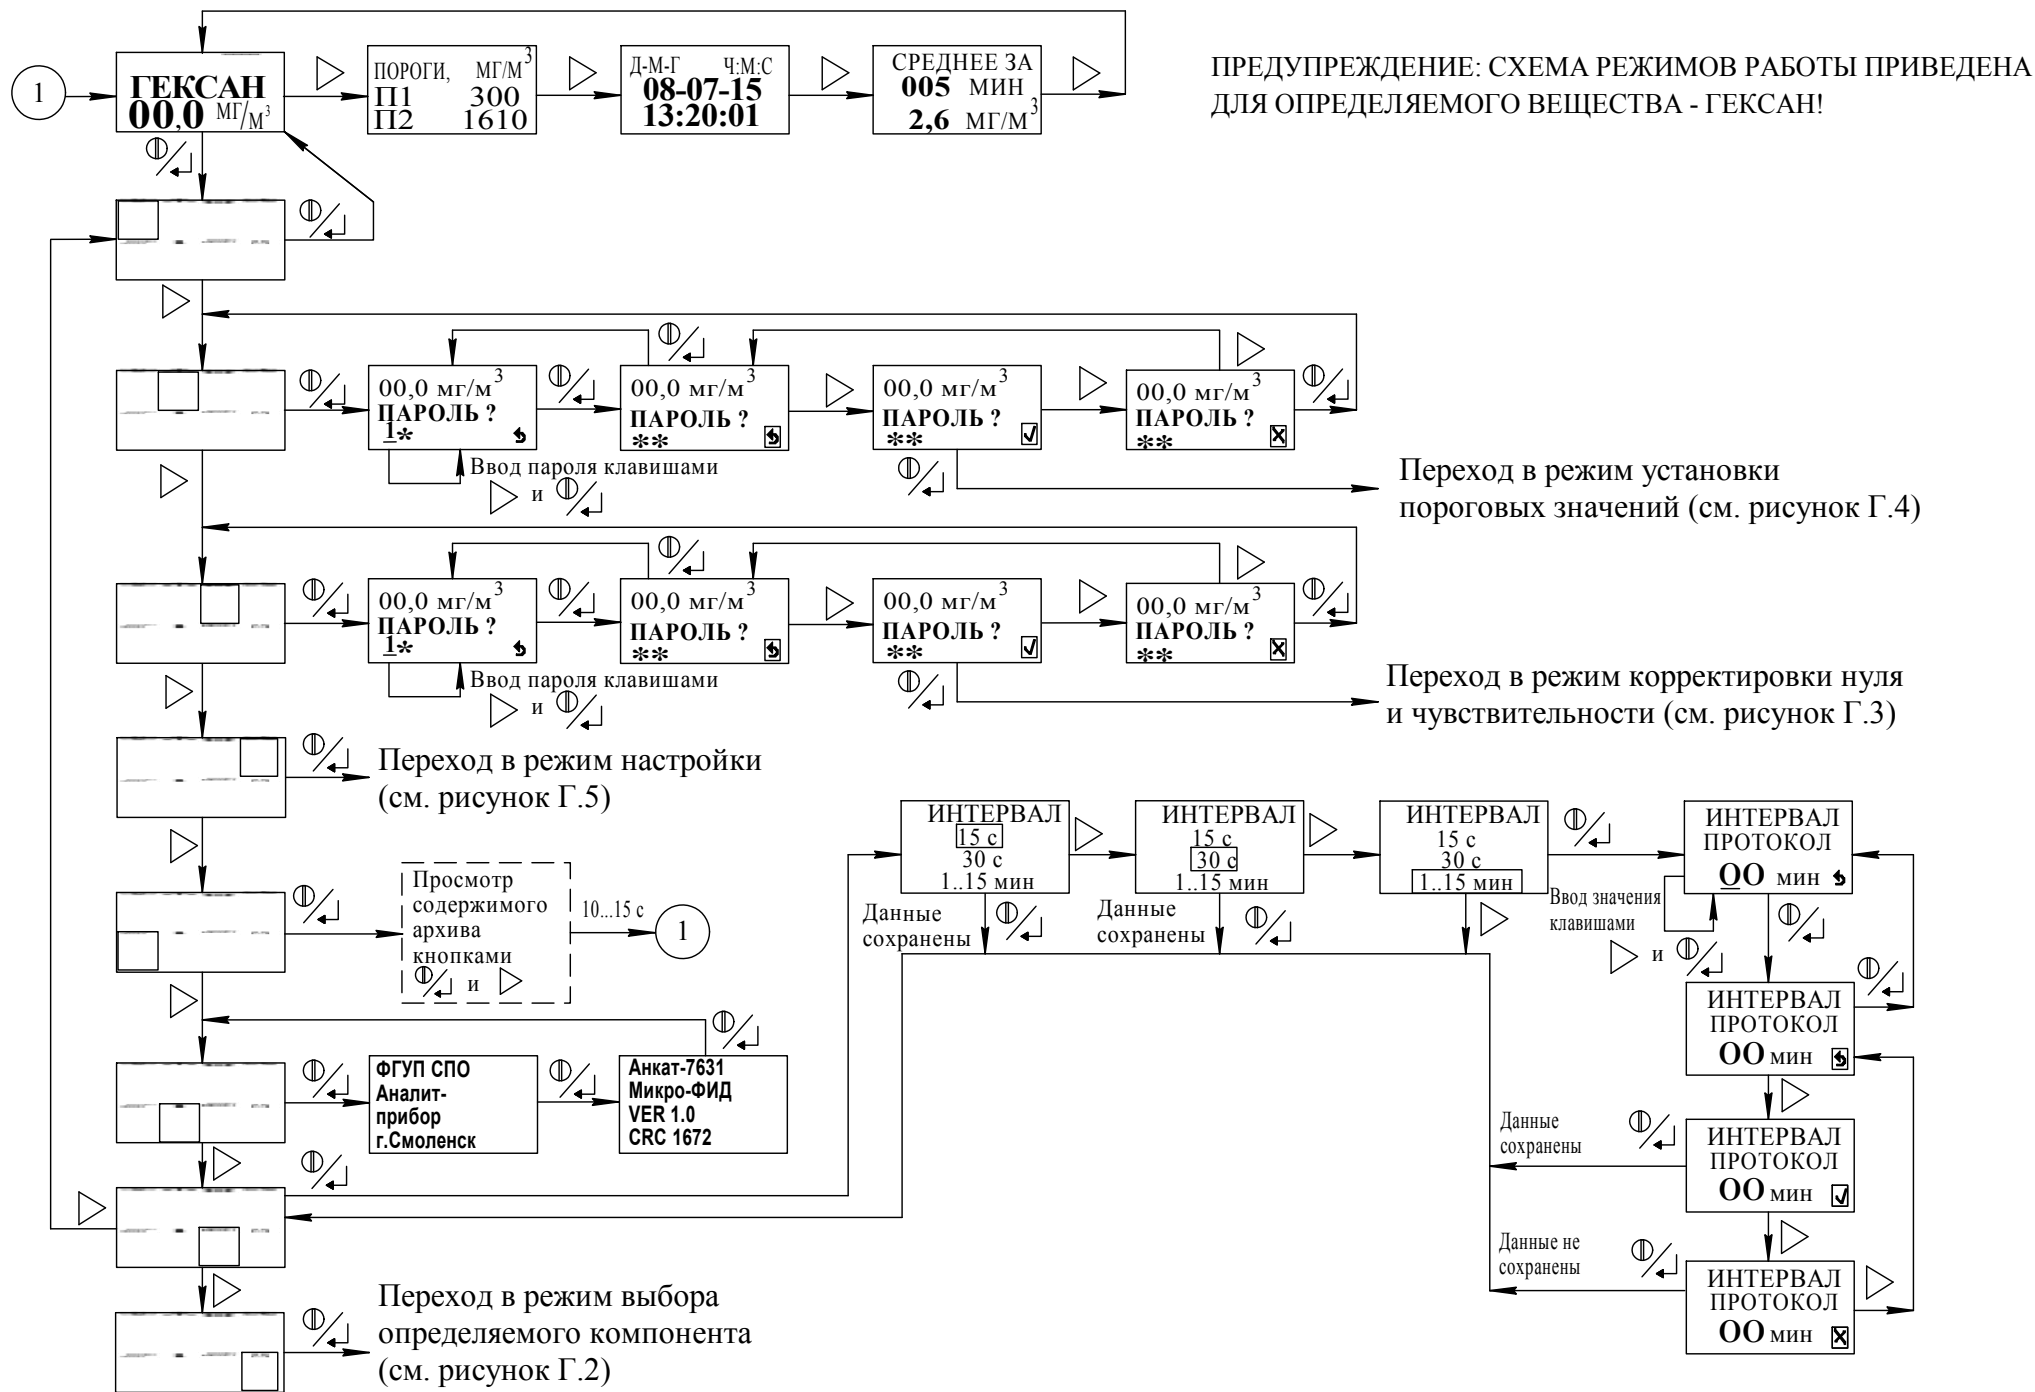 1
ГЕКСАН
00,0 МГ/М³
ПОРОГИ, МГ/М³
П1 300
П2 1610
Д-М-Г Ч:М:С
08-07-15
13:20:01
СРЕДНЕЕ ЗА
005 МИН
2,6 МГ/М³
ПРЕДУПРЕЖДЕНИЕ: СХЕМА РЕЖИМОВ РАБОТЫ ПРИВЕДЕНА
ДЛЯ ОПРЕДЕЛЯЕМОГО ВЕЩЕСТВА - ГЕКСАН!
00,0 мг/м³
ПАРОЛЬ ?
1*
00,0 мг/м³
ПАРОЛЬ ?
**
00,0 мг/м³
ПАРОЛЬ ?
**
00,0 мг/м³
ПАРОЛЬ ?
**
Ввод пароля клавишами
и
Переход в режим установки
пороговых значений (см. рисунок Г.4)
00,0 мг/м³
ПАРОЛЬ ?
1*
00,0 мг/м³
ПАРОЛЬ ?
**
00,0 мг/м³
ПАРОЛЬ ?
**
00,0 мг/м³
ПАРОЛЬ ?
**
Ввод пароля клавишами
и
Переход в режим корректировки нуля
и чувствительности (см. рисунок Г.3)
Переход в режим настройки
(см. рисунок Г.5)
Просмотр
содержимого
архива
кнопками
и
10...15 с
1
ИНТЕРВАЛ
15 с
30 с
1..15 мин
ИНТЕРВАЛ
15 с
30 с
1..15 мин
ИНТЕРВАЛ
15 с
30 с
1..15 мин
ИНТЕРВАЛ
ПРОТОКОЛ
ОО мин
Данные
сохранены
Данные
сохранены
Ввод значения
клавишами
и
ИНТЕРВАЛ
ПРОТОКОЛ
ОО мин
ФГУП СПО
Аналит-
прибор
г.Смоленск
Анкат-7631
Микро-ФИД
VER 1.0
CRC 1672
Данные
сохранены
ИНТЕРВАЛ
ПРОТОКОЛ
ОО мин
Данные не
сохранены
ИНТЕРВАЛ
ПРОТОКОЛ
ОО мин
Переход в режим выбора
определяемого компонента
(см. рисунок Г.2)